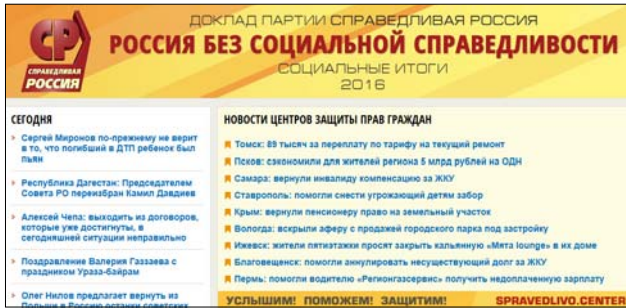 ДОКЛАД ПАРТИИ СПРАВЕДЛИВАЯ РОССИЯ
РОССИЯ БЕЗ СОЦИАЛЬНОЙ СПРАВЕДЛИВОСТИ
СОЦИАЛЬНЫЕ ИТОГИ
2016
СР
СПРАВЕДЛИВАЯ
РОССИЯ
СЕГОДНЯ
Сергей Миронов по-прежнему не верит
в то, что погибший в ДТП ребенок был
пьян
Республика Дагестан: Председателем
Совета РО переизбран Камил Давдиев
Алексей Чепа: выходить из договоров,
которые уже достигнуты, в
сегодняшней ситуации неправильно
Поздравление Валерия Газзаева с
праздником Ураза-байрам
Олег Нилов предлагает вернуть из
Польши в Россию останки советских
НОВОСТИ ЦЕНТРОВ ЗАЩИТЫ ПРАВ ГРАЖДАН
Томск: 89 тысяч за переплату по тарифу на текущий ремонт
Псков: сэкономили для жителей региона 5 млрд рублей на ОДН
Самара: вернули инвалиду компенсацию за ЖКУ
Ставрополь: помогли снести угрожающий детям забор
Крым: вернули пенсионеру право на земельный участок
Вологда: вскрыли аферу с продажей городского парка под застройку
Ижевск: жители пятиэтажки просят закрыть кальянную «Мята lounge» в их доме
Благовещенск: помогли аннулировать несуществующий долг за ЖКУ
Пермь: помогли водителю «Регионгазсервис» получить недоплаченную зарплату
УСЛЫШИМ! ПОМОЖЕМ! ЗАЩИТИМ! SPRAVEDLIVO.CENTER